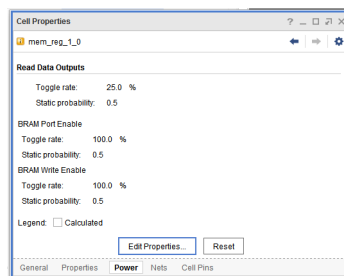 Cell Properties
mem_reg_1_0
Read Data Outputs
Toggle rate: 25.0 %
Static probability: 0.5
BRAM Port Enable
Toggle rate: 100.0 %
Static probability: 0.5
BRAM Write Enable
Toggle rate: 100.0 %
Static probability: 0.5
Legend: Calculated
Edit Properties... Reset
General Properties Power Nets Cell Pins